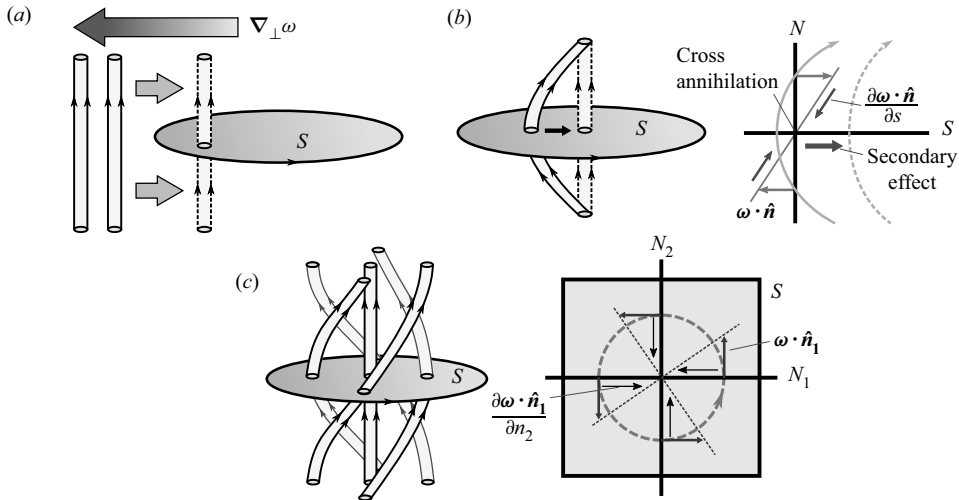 (a)
∇⊥ω
S
(b)
S
N
Cross
annihilation
∂ω · n̂
∂s
S
Secondary
effect
ω · n̂
(c)
S
N2
S
ω · n̂1
N1
∂ω · n̂1
∂n2